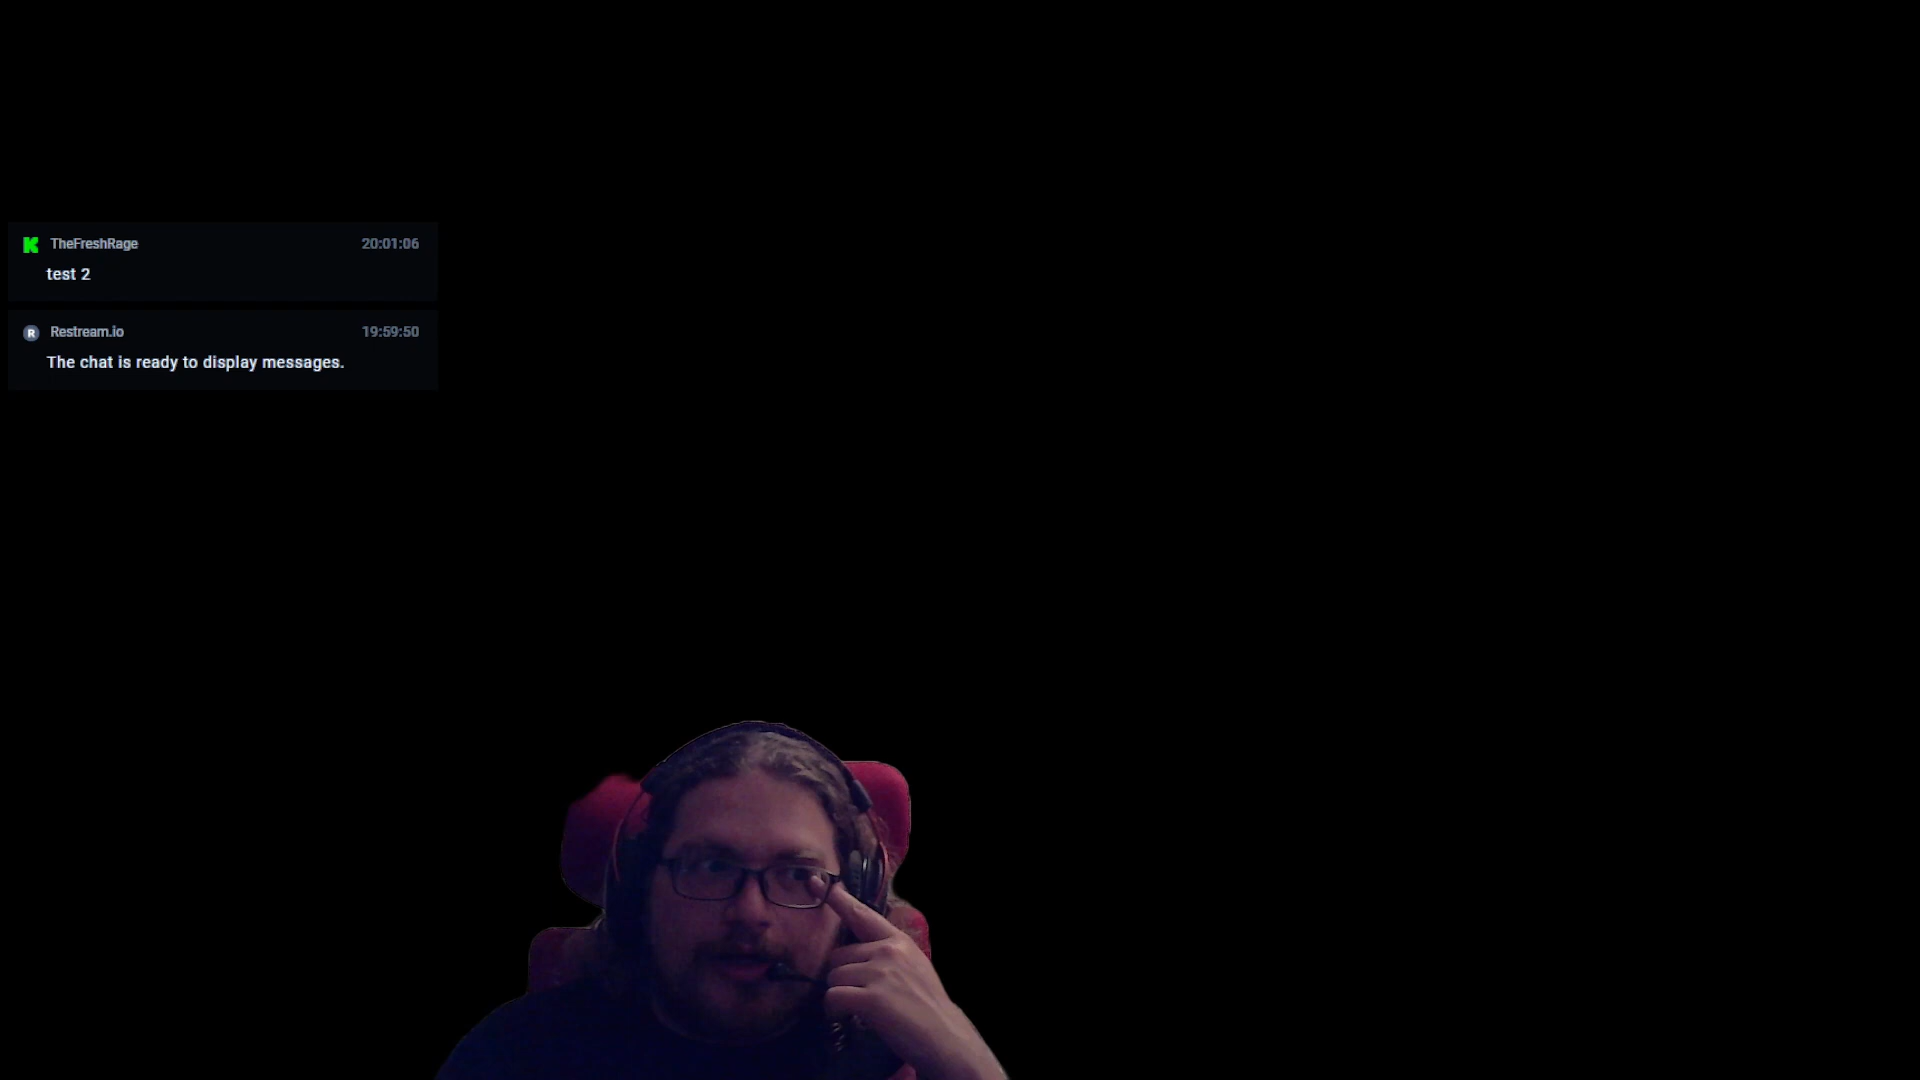 TheFreshRage 20:01:06
test 2
R Restream.io 19:59:50
The chat is ready to display messages.